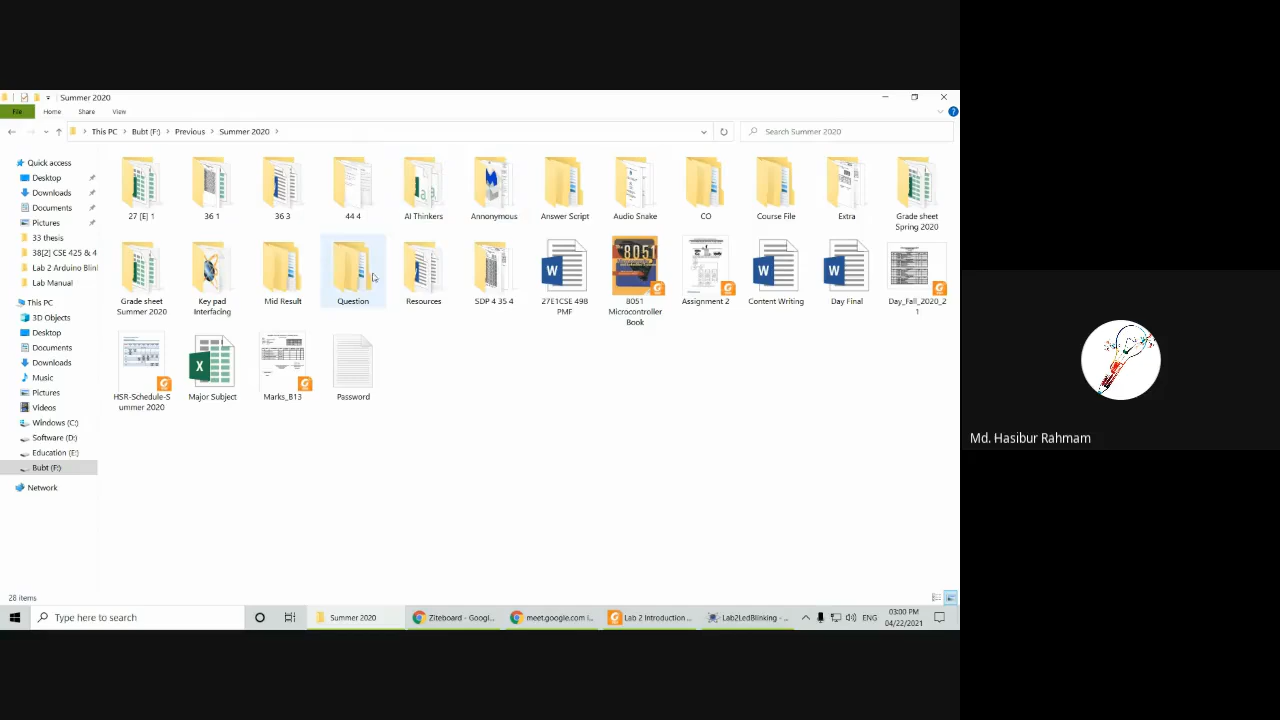 Summer 2020
File Home Share View
This PC Bubt (F:) Previous Summer 2020
Search Summer 2020
Quick access
Desktop
Downloads
Documents
Pictures
33 thesis
38[2] CSE 425 & 4
Lab 2 Arduino Blin
Lab Manual
This PC
3D Objects
Desktop
Documents
Downloads
Music
Pictures
Videos
Windows (C:)
Software (D:)
Education (E:)
Bubt (F:)
Network
27 [E] 1
36 1
36 3
44 4
AI Thinkers
Annonymous
Answer Script
Audio Snake
CO
Course File
Extra
Grade sheet
Spring 2020
Grade sheet
Summer 2020
Key pad
Interfacing
Mid Result
Question
Resources
SDP 4 35 4
27E1CSE 498
PMF
8051
Microcontroller
Book
Assignment 2
Content Writing
Day Final
Day_Fall_2020_2
1
HSR-Schedule-S
ummer 2020
Major Subject
Marks_B13
Password
28 items
Type here to search
Summer 2020
Ziteboard - Googl...
meet.google.com i...
Lab 2 Introduction ...
Lab2LedBlinking - ...
ENG
03:00 PM
04/22/2021
Md. Hasibur Rahmam